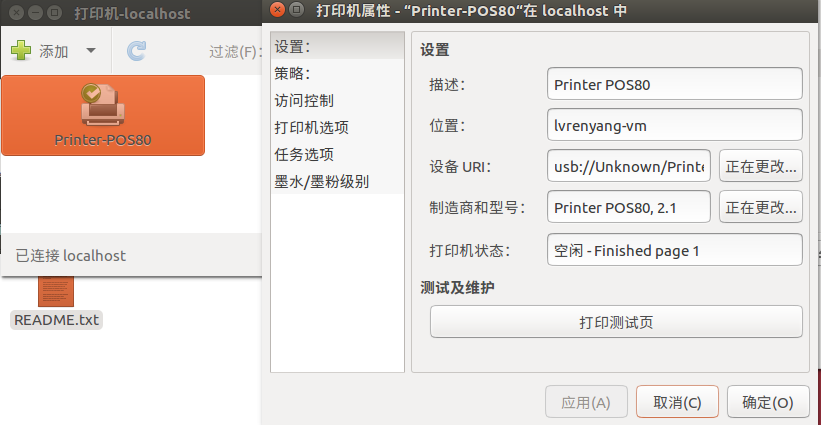 打印机-localhost
添加
过滤(F):
Printer-POS80
已连接 localhost
README.txt
打印机属性 - “Printer-POS80“在 localhost 中
设置：
策略：
访问控制
打印机选项
任务选项
墨水/墨粉级别
设置
描述： Printer POS80
位置： lvrenyang-vm
设备 URI： usb://Unknown/Printe 正在更改...
制造商和型号： Printer POS80, 2.1 正在更改...
打印机状态： 空闲 - Finished page 1
测试及维护
打印测试页
应用(A) 取消(C) 确定(O)